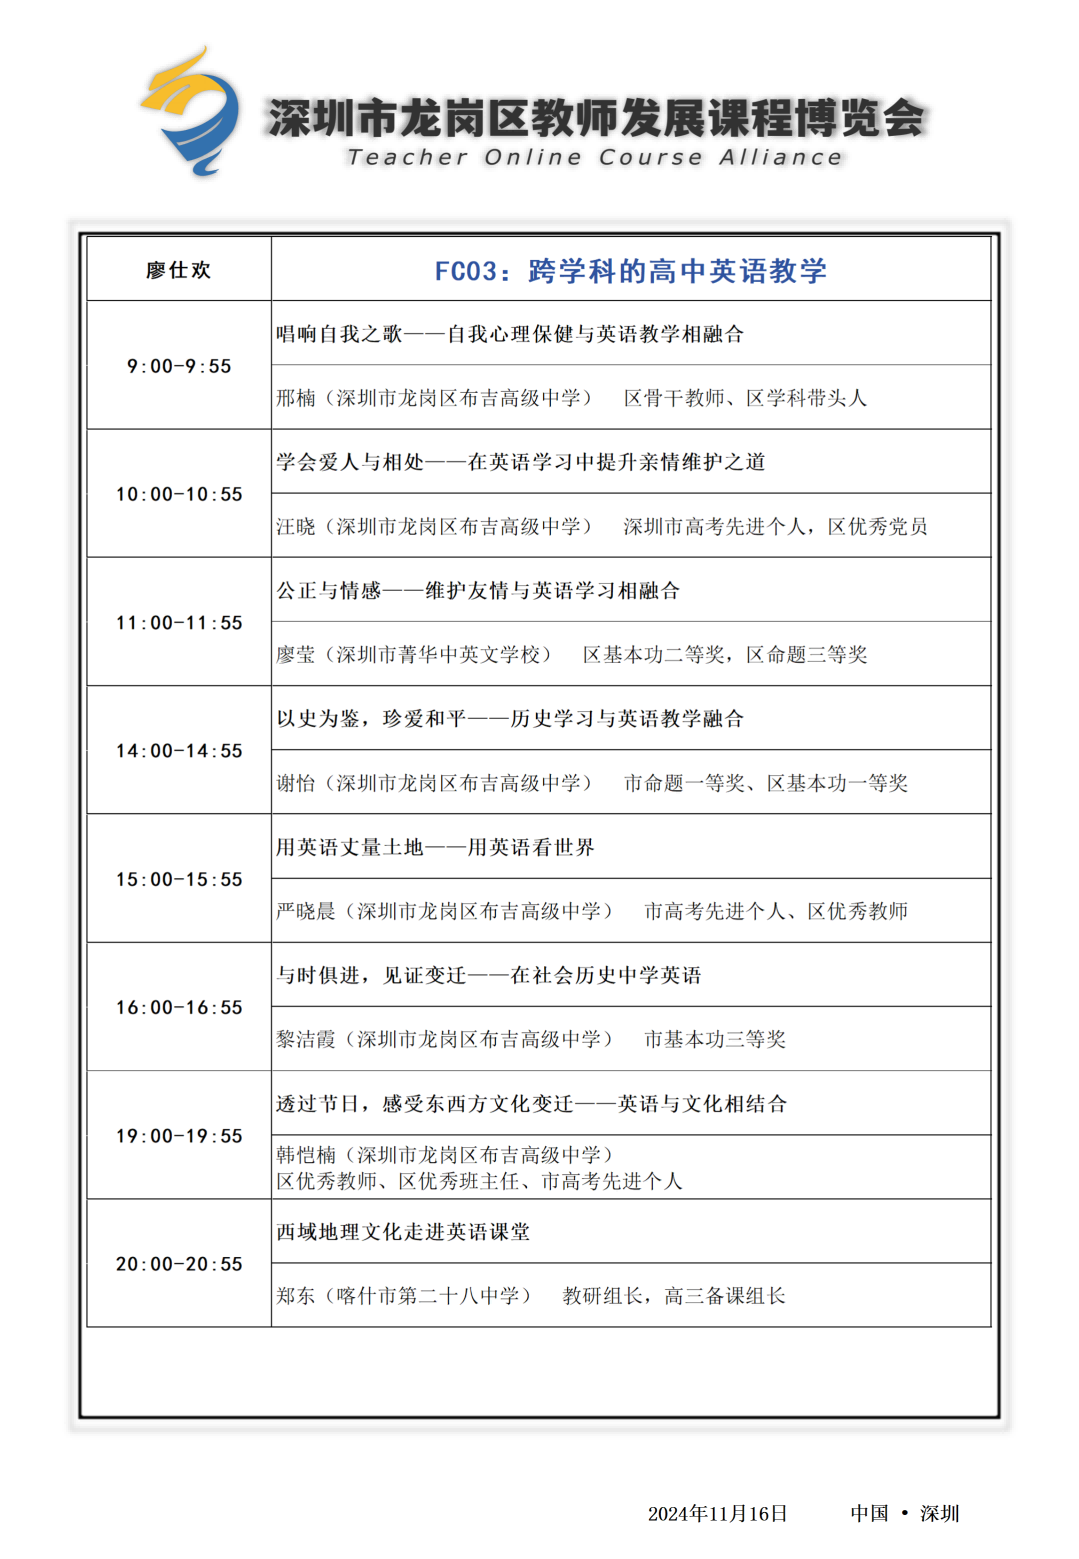 深圳市龙岗区教师发展课程博览会
Teacher Online Course Alliance
廖仕欢
FC03：跨学科的高中英语教学
9:00-9:55
唱响自我之歌——自我心理保健与英语教学相融合
邢楠（深圳市龙岗区布吉高级中学） 区骨干教师、区学科带头人
10:00-10:55
学会爱人与相处——在英语学习中提升亲情维护之道
汪晓（深圳市龙岗区布吉高级中学） 深圳市高考先进个人，区优秀党员
11:00-11:55
公正与情感——维护友情与英语学习相融合
廖莹（深圳市菁华中英文学校） 区基本功二等奖，区命题三等奖
14:00-14:55
以史为鉴，珍爱和平——历史学习与英语教学融合
谢怡（深圳市龙岗区布吉高级中学） 市命题一等奖、区基本功一等奖
15:00-15:55
用英语丈量土地——用英语看世界
严晓晨（深圳市龙岗区布吉高级中学） 市高考先进个人、区优秀教师
16:00-16:55
与时俱进，见证变迁——在社会历史中学英语
黎洁霞（深圳市龙岗区布吉高级中学） 市基本功三等奖
19:00-19:55
透过节日，感受东西方文化变迁——英语与文化相结合
韩恺楠（深圳市龙岗区布吉高级中学）
区优秀教师、区优秀班主任、市高考先进个人
20:00-20:55
西域地理文化走进英语课堂
郑东（喀什市第二十八中学） 教研组长，高三备课组长
2024年11月16日 中国 • 深圳